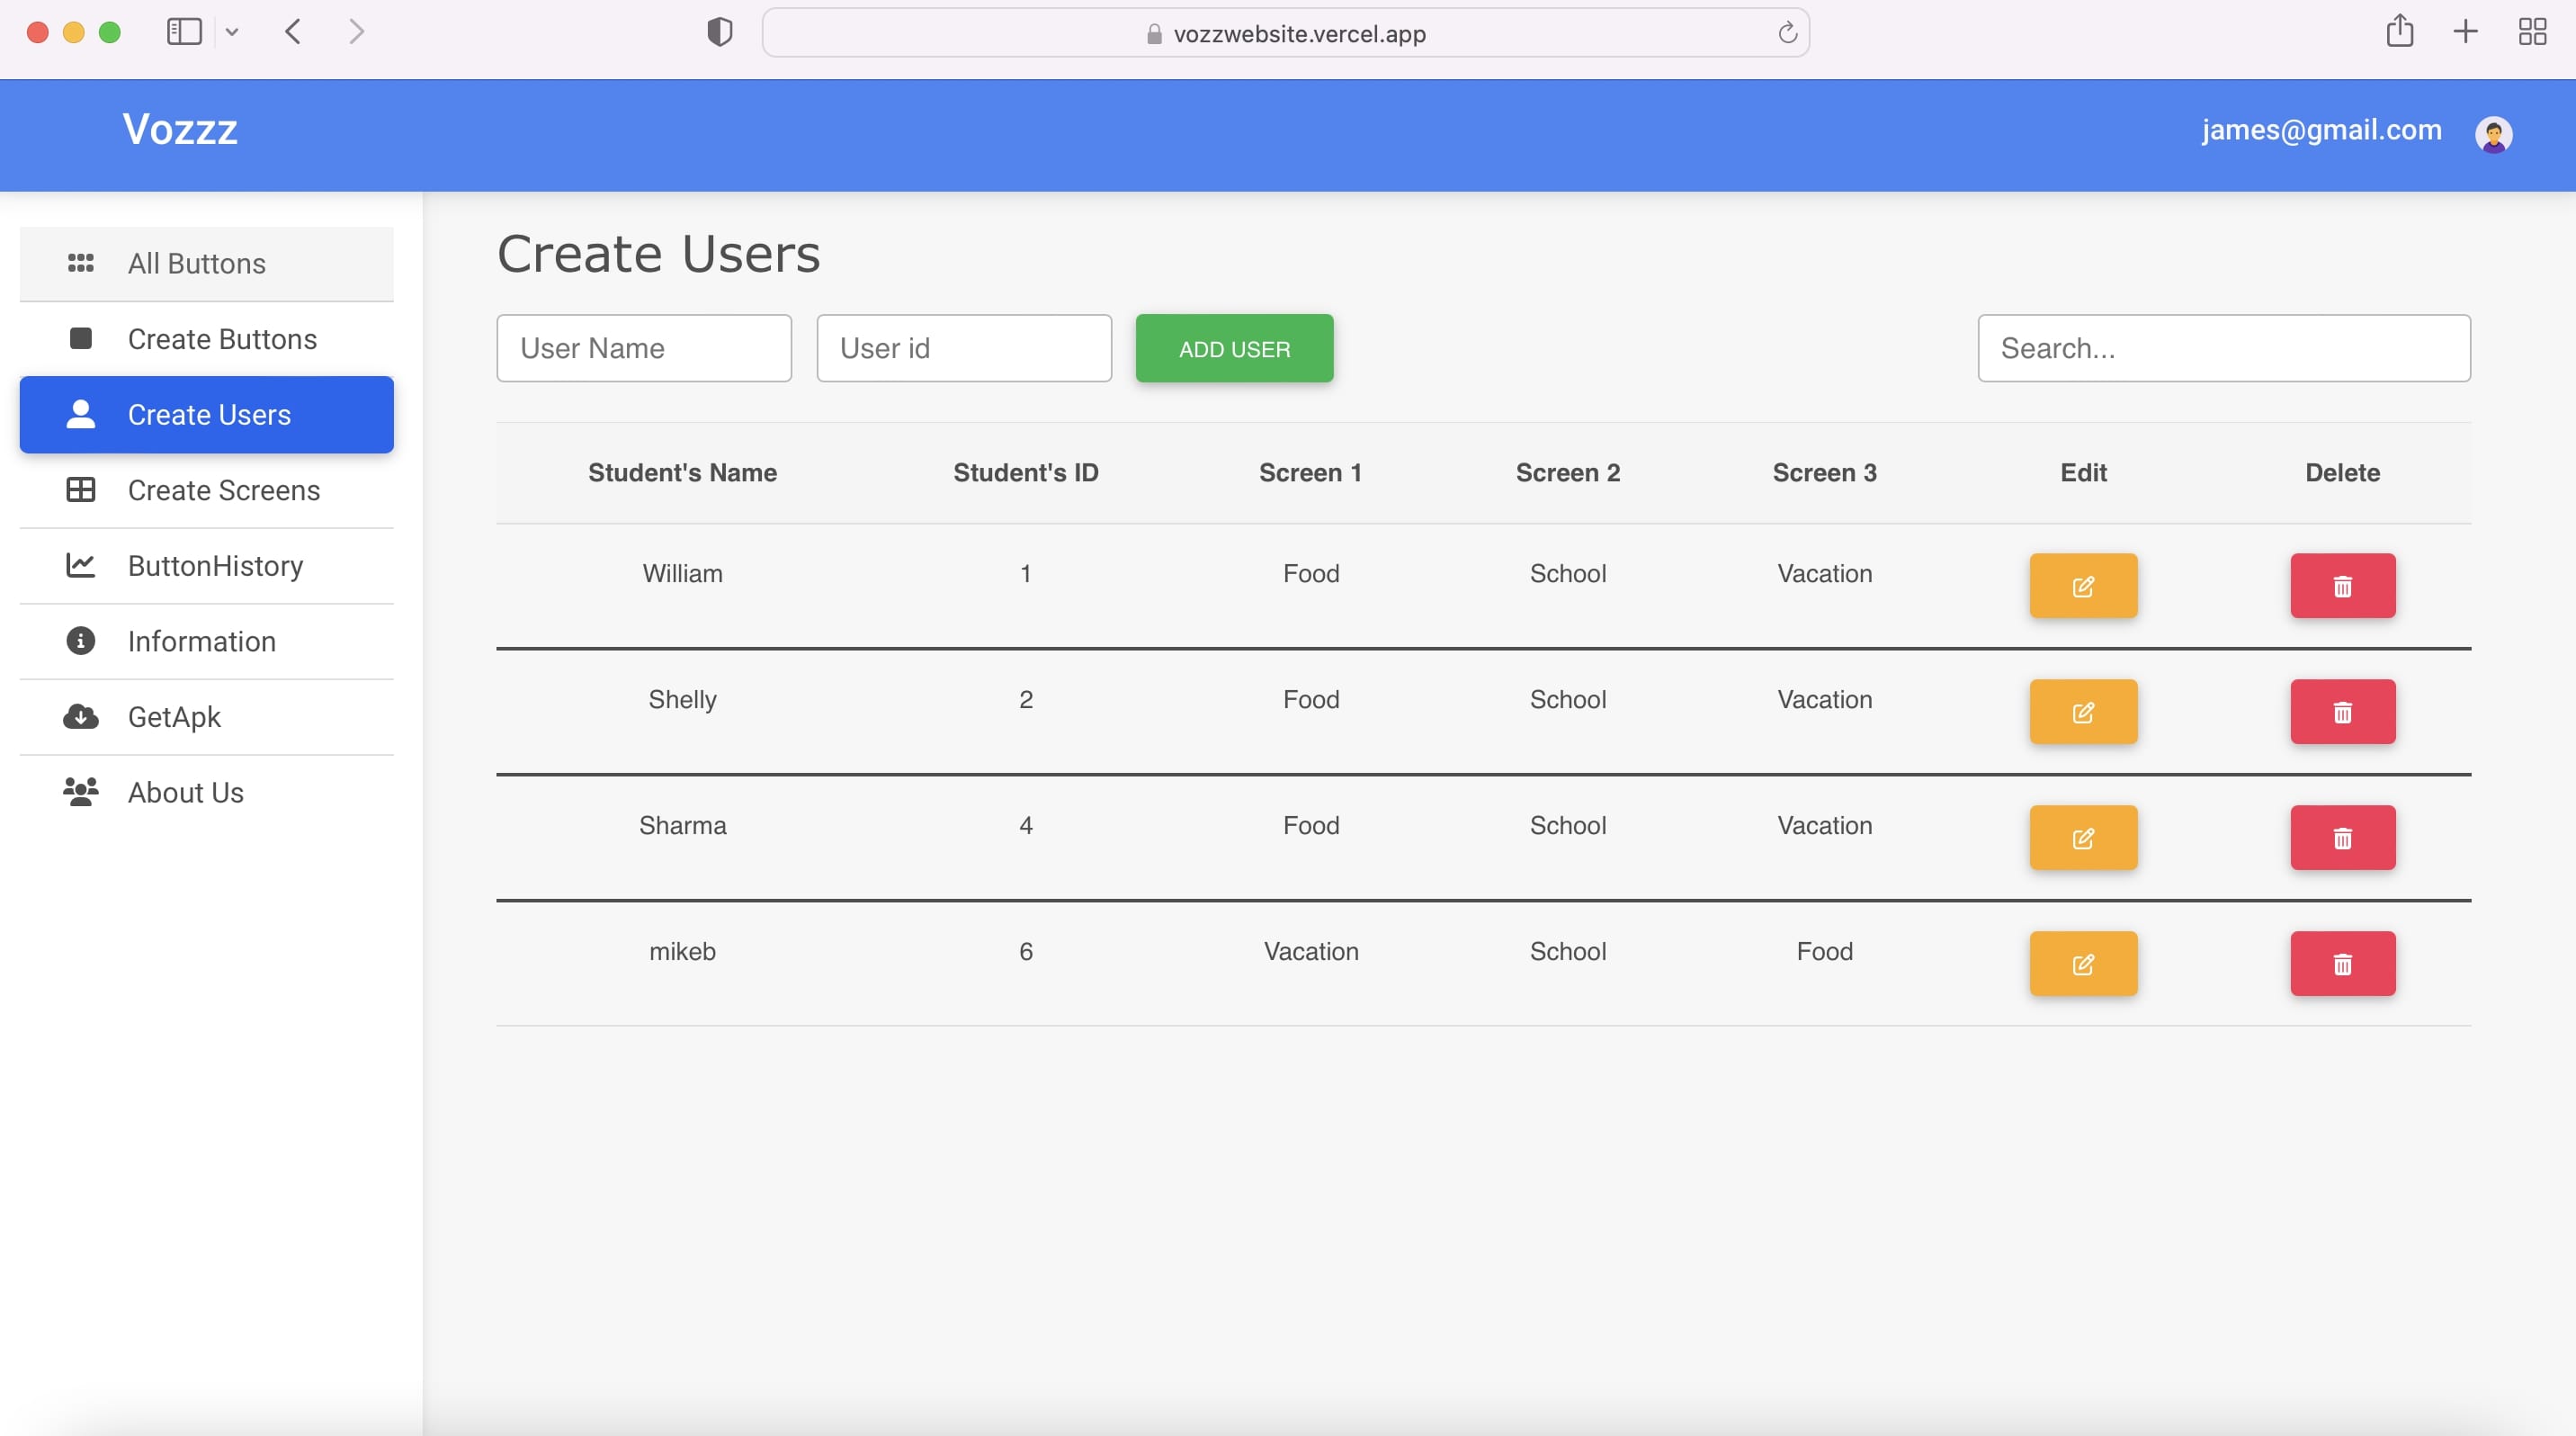 vozzwebsite.vercel.app
Vozzz
james@gmail.com
All Buttons
Create Buttons
Create Users
Create Screens
ButtonHistory
Information
GetApk
About Us
Create Users
User Name User id ADD USER Search...
Student's Name Student's ID Screen 1 Screen 2 Screen 3 Edit Delete
William 1 Food School Vacation
Shelly 2 Food School Vacation
Sharma 4 Food School Vacation
mikeb 6 Vacation School Food